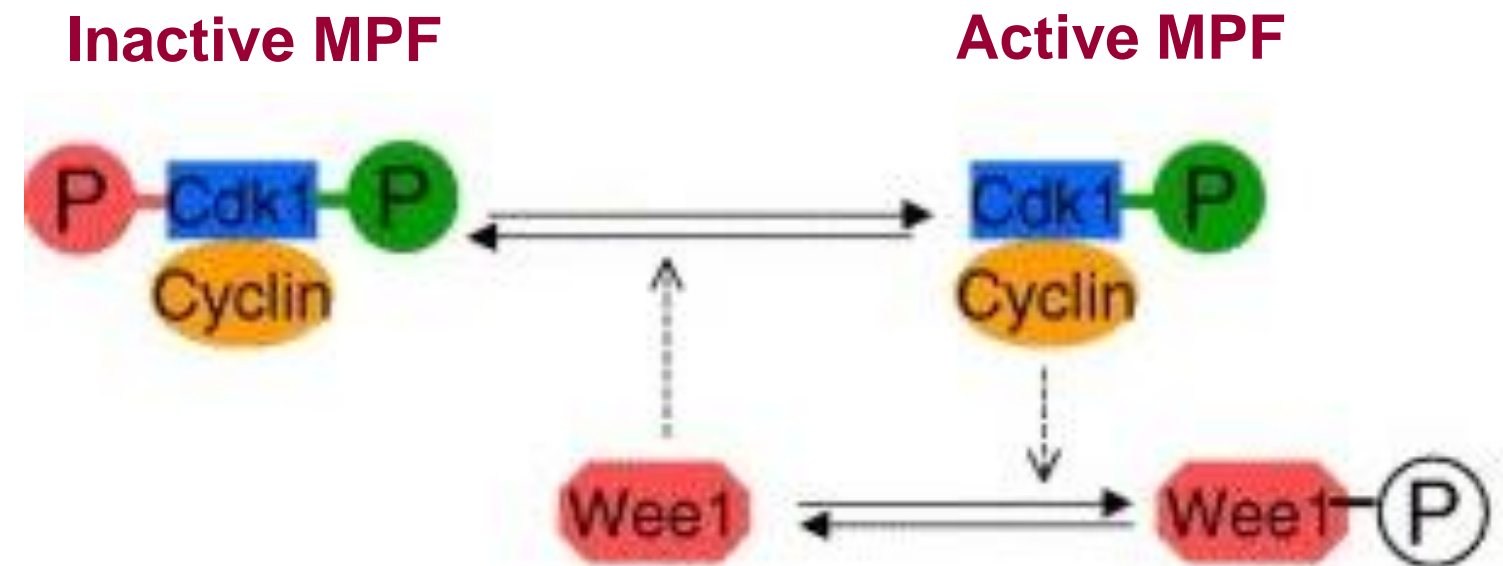 Inactive MPF
Active MPF
P Cdk1 P
Cdk1 P
Cyclin
Cyclin
Wee1
Wee1 P